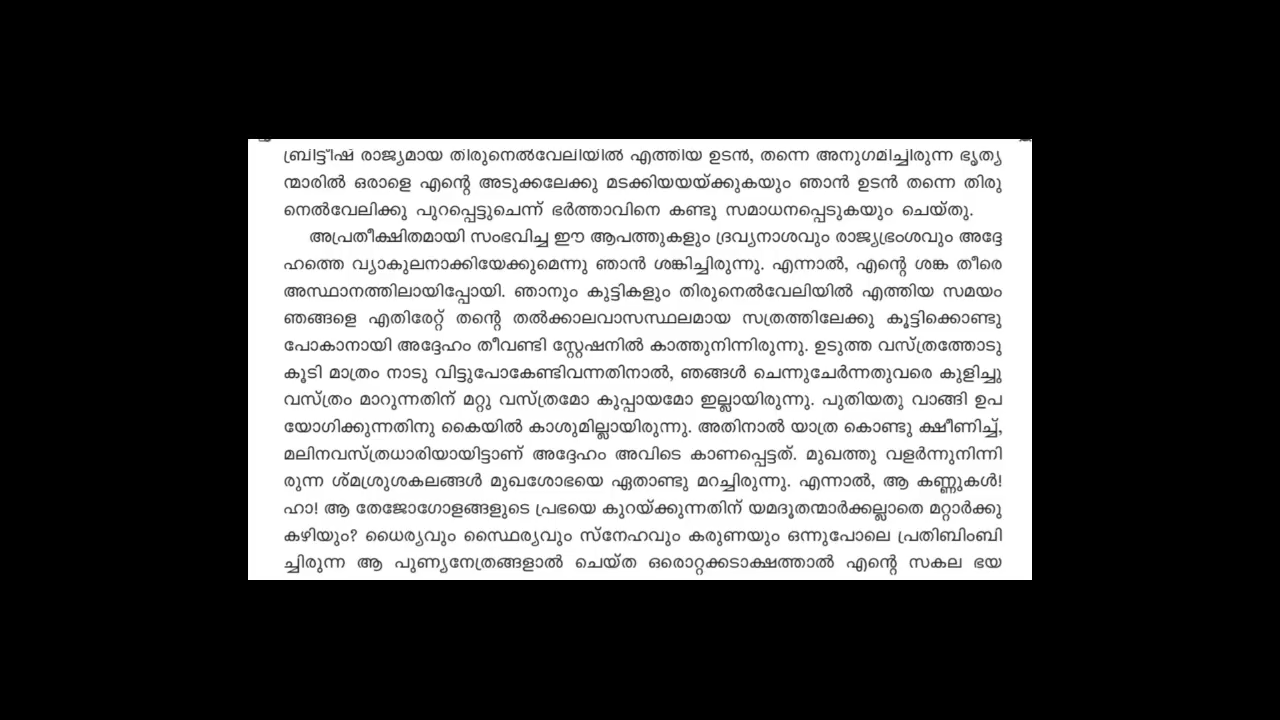 ബ്രിട്ടീഷ് രാജ്യമായ തിരുനെൽവേലിയിൽ എത്തിയ ഉടൻ, തന്നെ അനുഗമിച്ചിരുന്ന ഭൃത്യ
ന്മാരിൽ ഒരാളെ എന്റെ അടുക്കലേക്കു മടക്കിയയയ്ക്കുകയും ഞാൻ ഉടൻ തന്നെ തിരു
നെൽവേലിക്കു പുറപ്പെട്ടുചെന്ന് ഭർത്താവിനെ കണ്ടു സമാധനപ്പെടുകയും ചെയ്തു.
അപ്രതീക്ഷിതമായി സംഭവിച്ച ഈ ആപത്തുകളും ദ്രവ്യനാശവും രാജ്യഭ്രംശവും അദ്ദേ
ഹത്തെ വ്യാകുലനാക്കിയേക്കുമെന്നു ഞാൻ ശങ്കിച്ചിരുന്നു. എന്നാൽ, എന്റെ ശങ്ക തീരെ
അസ്ഥാനത്തിലായിപ്പോയി. ഞാനും കുട്ടികളും തിരുനെൽവേലിയിൽ എത്തിയ സമയം
ഞങ്ങളെ എതിരേറ്റ് തന്റെ തൽക്കാലവാസസ്ഥലമായ സത്രത്തിലേക്കു കൂട്ടിക്കൊണ്ടു
പോകാനായി അദ്ദേഹം തീവണ്ടി സ്റ്റേഷനിൽ കാത്തുനിന്നിരുന്നു. ഉടുത്ത വസ്ത്രത്തോടു
കൂടി മാത്രം നാടു വിട്ടുപോകേണ്ടിവന്നതിനാൽ, ഞങ്ങൾ ചെന്നുചേർന്നതുവരെ കുളിച്ചു
വസ്ത്രം മാറുന്നതിന് മറ്റു വസ്ത്രമോ കുപ്പായമോ ഇല്ലായിരുന്നു. പുതിയതു വാങ്ങി ഉപ
യോഗിക്കുന്നതിനു കൈയിൽ കാശുമില്ലായിരുന്നു. അതിനാൽ യാത്ര കൊണ്ടു ക്ഷീണിച്ച്,
മലിനവസ്ത്രധാരിയായിട്ടാണ് അദ്ദേഹം അവിടെ കാണപ്പെട്ടത്. മുഖത്തു വളർന്നുനിന്നി
രുന്ന ശ്മശ്രുശകലങ്ങൾ മുഖശോഭയെ ഏതാണ്ടു മറച്ചിരുന്നു. എന്നാൽ, ആ കണ്ണുകൾ!
ഹാ! ആ തേജോഗോളങ്ങളുടെ പ്രഭയെ കുറയ്ക്കുന്നതിന് യമദൂതന്മാർക്കല്ലാതെ മറ്റാർക്കു
കഴിയും? ധൈര്യവും സ്ഥൈര്യവും സ്നേഹവും കരുണയും ഒന്നുപോലെ പ്രതിബിംബി
ച്ചിരുന്ന ആ പുണ്യനേത്രങ്ങളാൽ ചെയ്ത ഒരൊറ്റക്കടാക്ഷത്താൽ എന്റെ സകല ഭയ